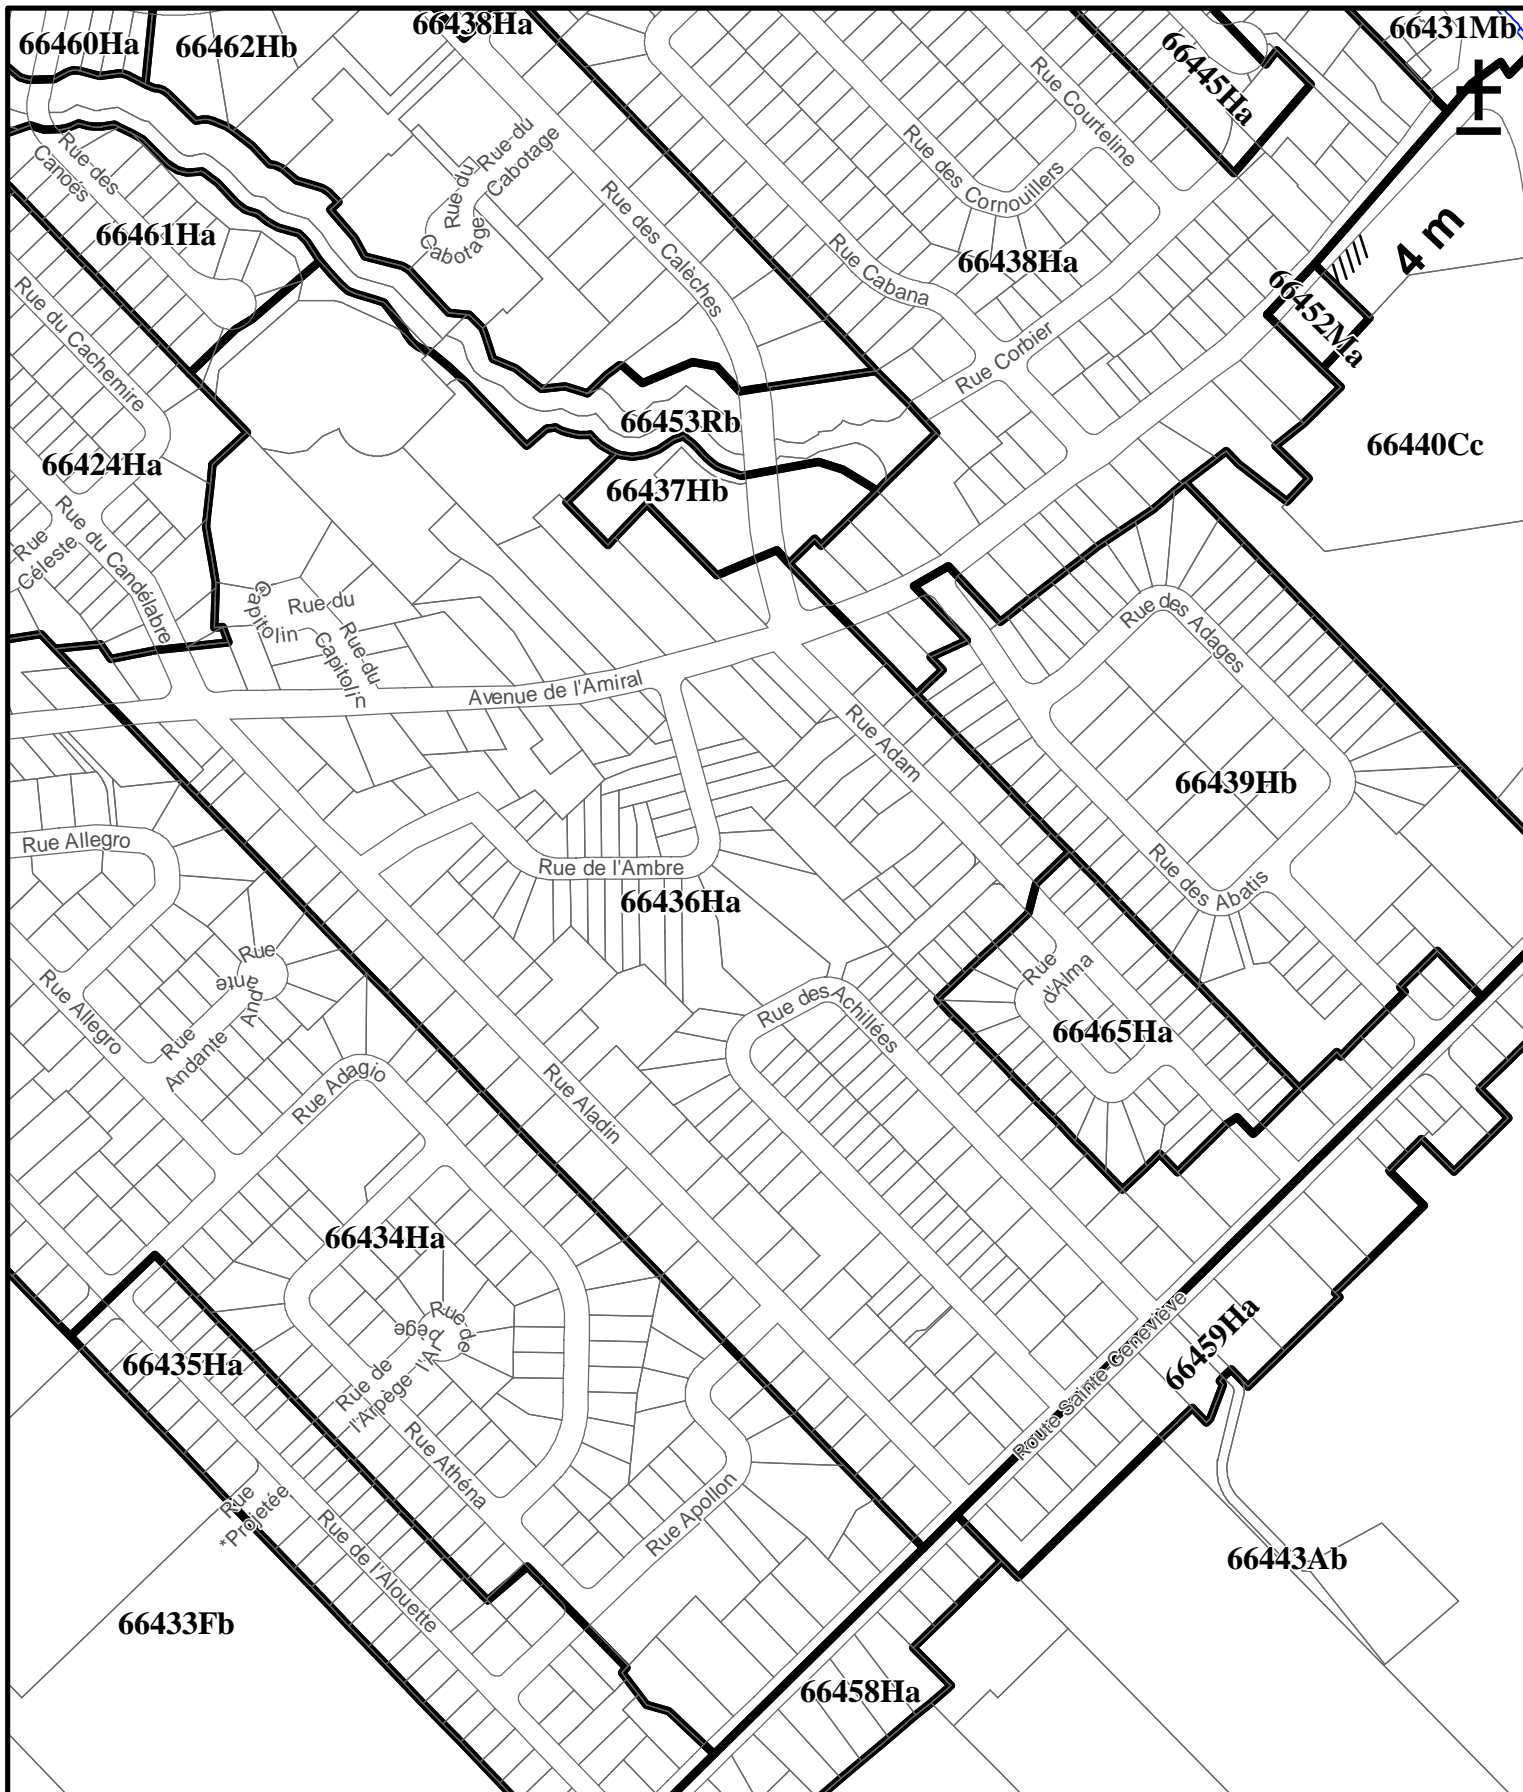 66460Ha
66462Hb
66438Ha
66431Mb
66445Ha
±
4 m
Rue des
Canoés
66461Ha
Rue du
Cabotage
Rue du
Cabotage
Rue des Calèches
Rue des Cornouillers
Rue Courteline
66438Ha
Rue Cabana
Rue Corbier
66452Ma
Rue du Cachemire
66453Rb
66437Hb
66440Cc
66424Ha
Rue
Céleste
Rue du Candélabre
Rue du
Capitolin
Rue du
Capitolin
Avenue de l'Amiral
Rue des Adages
Rue Adam
66439Hb
Rue Allegro
Rue de l'Ambre
66436Ha
Rue des Abatis
Rue Allegro
Rue
Andante
Rue
Andante
Rue des Achillées
Rue
d'Alma
66465Ha
Rue Adagio
Rue Aladin
66434Ha
Rue de
l'Arpège
Rue de
l'Arpège
66435Ha
66459Ha
Route Sainte-Geneviève
Rue Athéna
Rue Apollon
Rue
*Projetée
Rue de l'Alouette
66443Ab
66433Fb
66458Ha